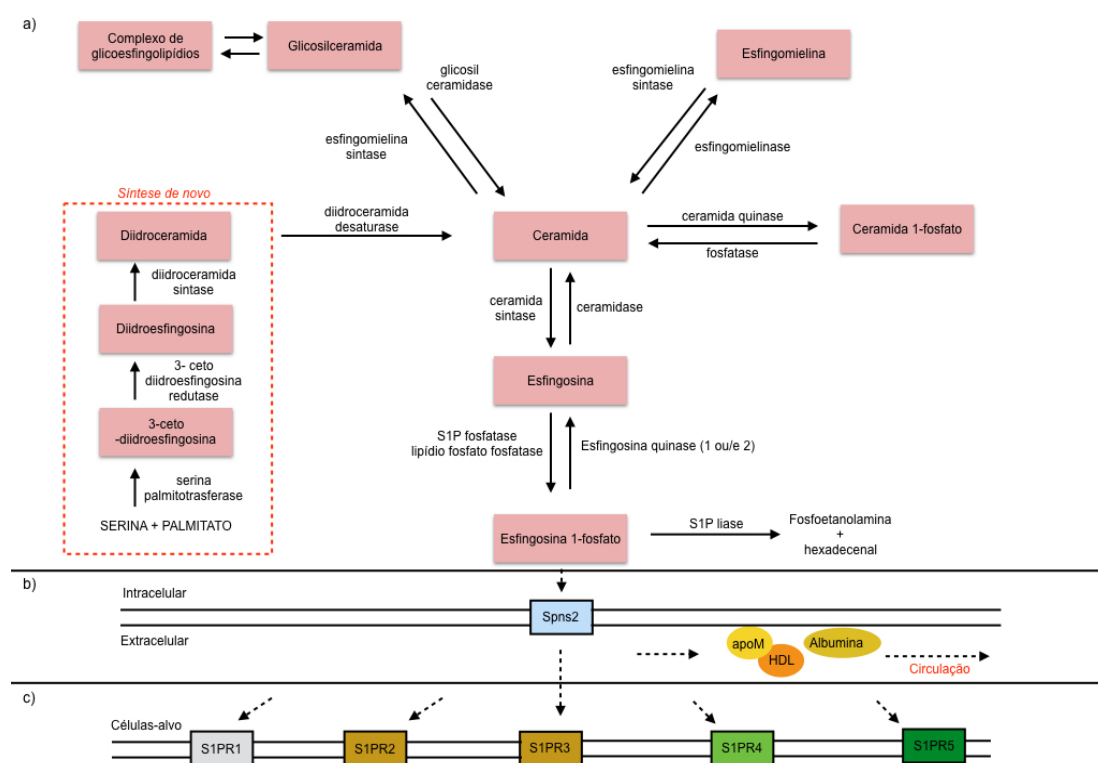 a)
Complexo de
glicoesfingolipídios
Glicosilceramida
Esfingomielina
glicosil
ceramidase
esfingomielina
sintase
esfingomielina
sintase
esfingomielinase
Síntese de novo
Diidroceramida
diidroceramida
desaturase
Ceramida
ceramida quinase
fosfatase
Ceramida 1-fosfato
diidroceramida
sintase
ceramida
sintase
ceramidase
Diidroesfingosina
3- ceto
diidroesfingosina
redutase
Esfingosina
3-ceto
-diidroesfingosina
S1P fosfatase
lipídio fosfato fosfatase
Esfingosina quinase (1 ou/e 2)
serina
palmitotrasferase
SERINA + PALMITATO
Esfingosina 1-fosfato
S1P liase
Fosfoetanolamina
+
hexadecenal
b)
Intracelular
Spns2
Extracelular
apoM
HDL
Albumina
Circulação
c)
Células-alvo
S1PR1
S1PR2
S1PR3
S1PR4
S1PR5